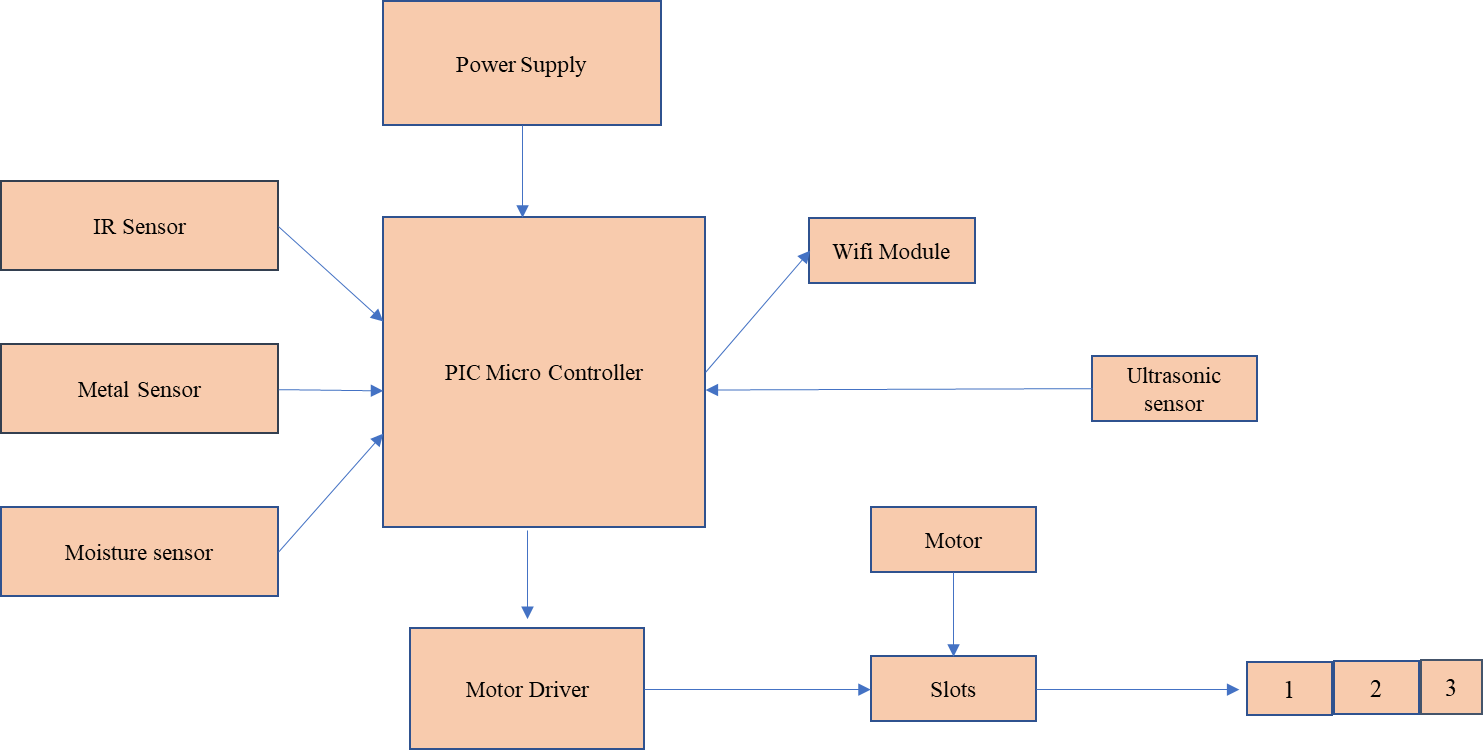 Power Supply
IR Sensor
Wifi Module
PIC Micro Controller
Metal Sensor
Ultrasonic
sensor
Moisture sensor
Motor
Motor Driver
Slots
1
2
3